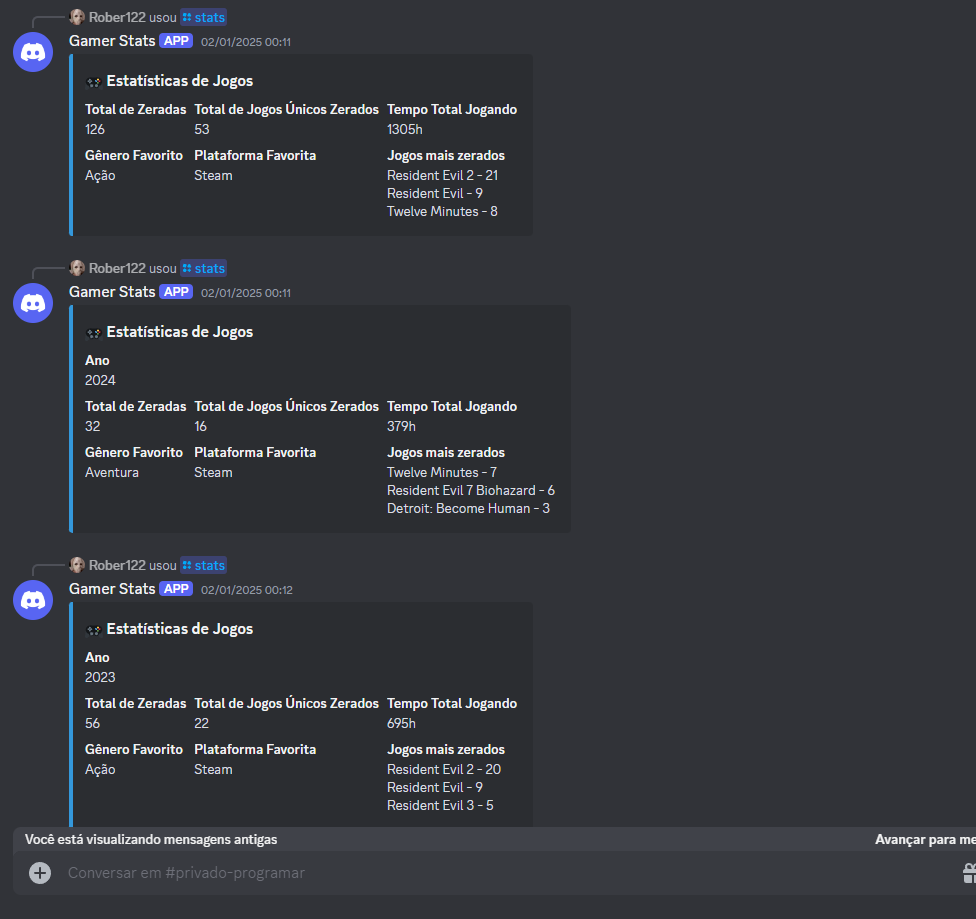 Rober122 usou stats
Gamer Stats APP 02/01/2025 00:11
Estatísticas de Jogos
Total de Zeradas Total de Jogos Únicos Zerados Tempo Total Jogando
126 53 1305h
Gênero Favorito Plataforma Favorita Jogos mais zerados
Ação Steam Resident Evil 2 - 21
Resident Evil - 9
Twelve Minutes - 8
Rober122 usou stats
Gamer Stats APP 02/01/2025 00:11
Estatísticas de Jogos
Ano
2024
Total de Zeradas Total de Jogos Únicos Zerados Tempo Total Jogando
32 16 379h
Gênero Favorito Plataforma Favorita Jogos mais zerados
Aventura Steam Twelve Minutes - 7
Resident Evil 7 Biohazard - 6
Detroit: Become Human - 3
Rober122 usou stats
Gamer Stats APP 02/01/2025 00:12
Estatísticas de Jogos
Ano
2023
Total de Zeradas Total de Jogos Únicos Zerados Tempo Total Jogando
56 22 695h
Gênero Favorito Plataforma Favorita Jogos mais zerados
Ação Steam Resident Evil 2 - 20
Resident Evil - 9
Resident Evil 3 - 5
Você está visualizando mensagens antigas Avançar para me
Conversar em #privado-programar